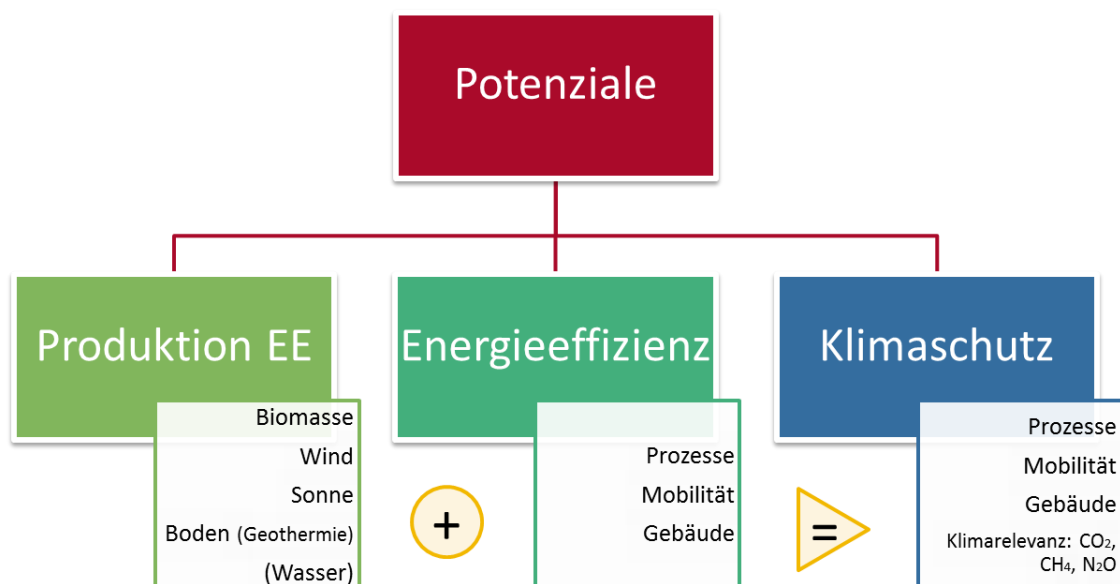 Potenziale
Produktion EE
Biomasse
Wind
Sonne
Boden (Geothermie)
(Wasser)
+
Energieeffizienz
Prozesse
Mobilität
Gebäude
=
Klimaschutz
Prozesse
Mobilität
Gebäude
Klimarelevanz: CO₂,
CH₄, N₂O